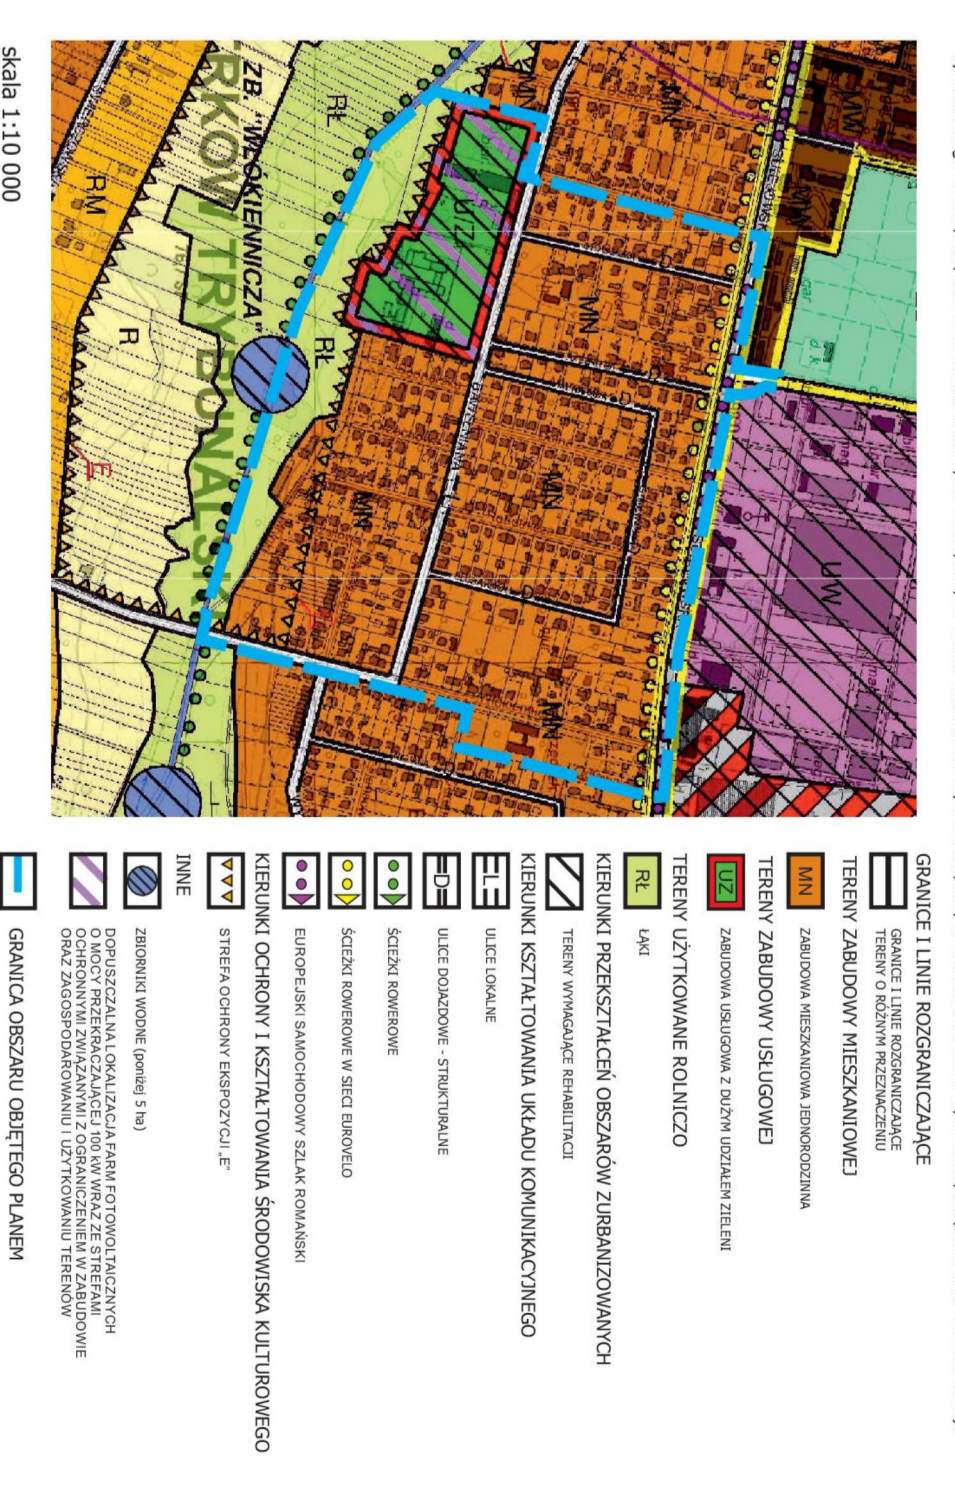 GRANICE I LINIE ROZGRANICZAJĄCE
GRANICE I LINIE ROZGRANICZAJĄCE
TERENY O RÓŻNYM PRZEZNACZENIU
TERENY ZABUDOWY MIESZKANIOWEJ
MN
ZABUDOWA MIESZKANIOWA JEDNORODZINNA
TERENY ZABUDOWY USŁUGOWEJ
UZ
ZABUDOWA USŁUGOWA Z DUŻYM UDZIAŁEM ZIELENI
TERENY UŻYTKOWANE ROLNICZO
RŁ
ŁĄKI
KIERUNKI PRZEKSZTAŁCEŃ OBSZARÓW ZURBANIZOWANYCH
TERENY WYMAGAJĄCE REHABILITACJI
KIERUNKI KSZTAŁTOWANIA UKŁADU KOMUNIKACYJNEGO
L
ULICE LOKALNE
D
ULICE DOJAZDOWE - STRUKTURALNE
ŚCIEŻKI ROWEROWE
ŚCIEŻKI ROWEROWE W SIECI EUROVELO
EUROPEJSKI SAMOCHODOWY SZLAK ROMAŃSKI
KIERUNKI OCHRONY I KSZTAŁTOWANIA ŚRODOWISKA KULTUROWEGO
STREFA OCHRONY EKSPOZYCJI „E"
INNE
ZBIORNIKI WODNE (poniżej 5 ha)
DOPUSZCZALNA LOKALIZACJA FARM FOTOWOLTAICZNYCH
O MOCY PRZEKRACZAJĄCEJ 100 KW WRAZ ZE STREFAMI
OCHRONNYMI ZWIĄZANYMI Z OGRANICZENIEM W ZABUDOWIE
ORAZ ZAGOSPODAROWANIU I UŻYTKOWANIU TERENÓW
GRANICA OBSZARU OBJĘTEGO PLANEM
MW
MW
MN
MN
MN
UW
MN
MN
MN
UZ
RŁ
RŁ
ZB. "WŁÓKIENNICZA"
RKÓW TRYBUNALSKI
R
RM
E
skala 1:10 000